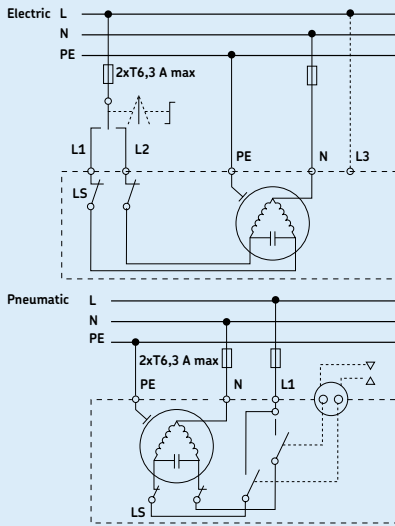 Electric L
N
PE
2xT6,3 A max
L1 L2 PE N L3
LS
Pneumatic L
N
PE
2xT6,3 A max
PE N L1
LS